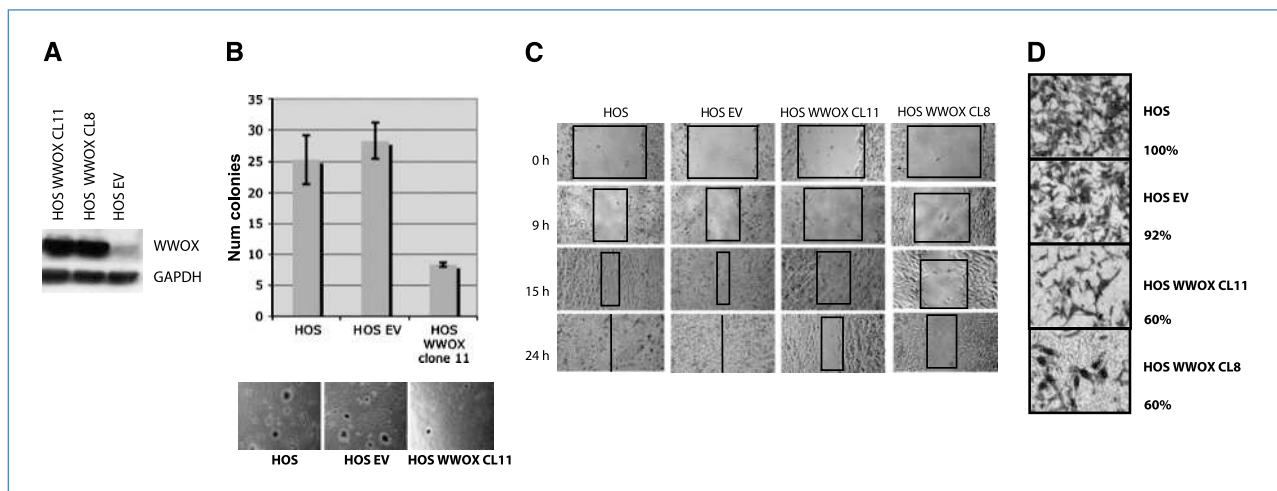 A
HOS WWOX CL11
HOS WWOX CL8
HOS EV
WWOX
GAPDH
B
Num colonies
35
30
25
20
15
10
5
0
HOS
HOS EV
HOS
WWOX
clone 11
HOS
HOS EV
HOS WWOX CL11
C
HOS
HOS EV
HOS WWOX CL11
HOS WWOX CL8
0 h
9 h
15 h
24 h
D
HOS
100%
HOS EV
92%
HOS WWOX CL11
60%
HOS WWOX CL8
60%